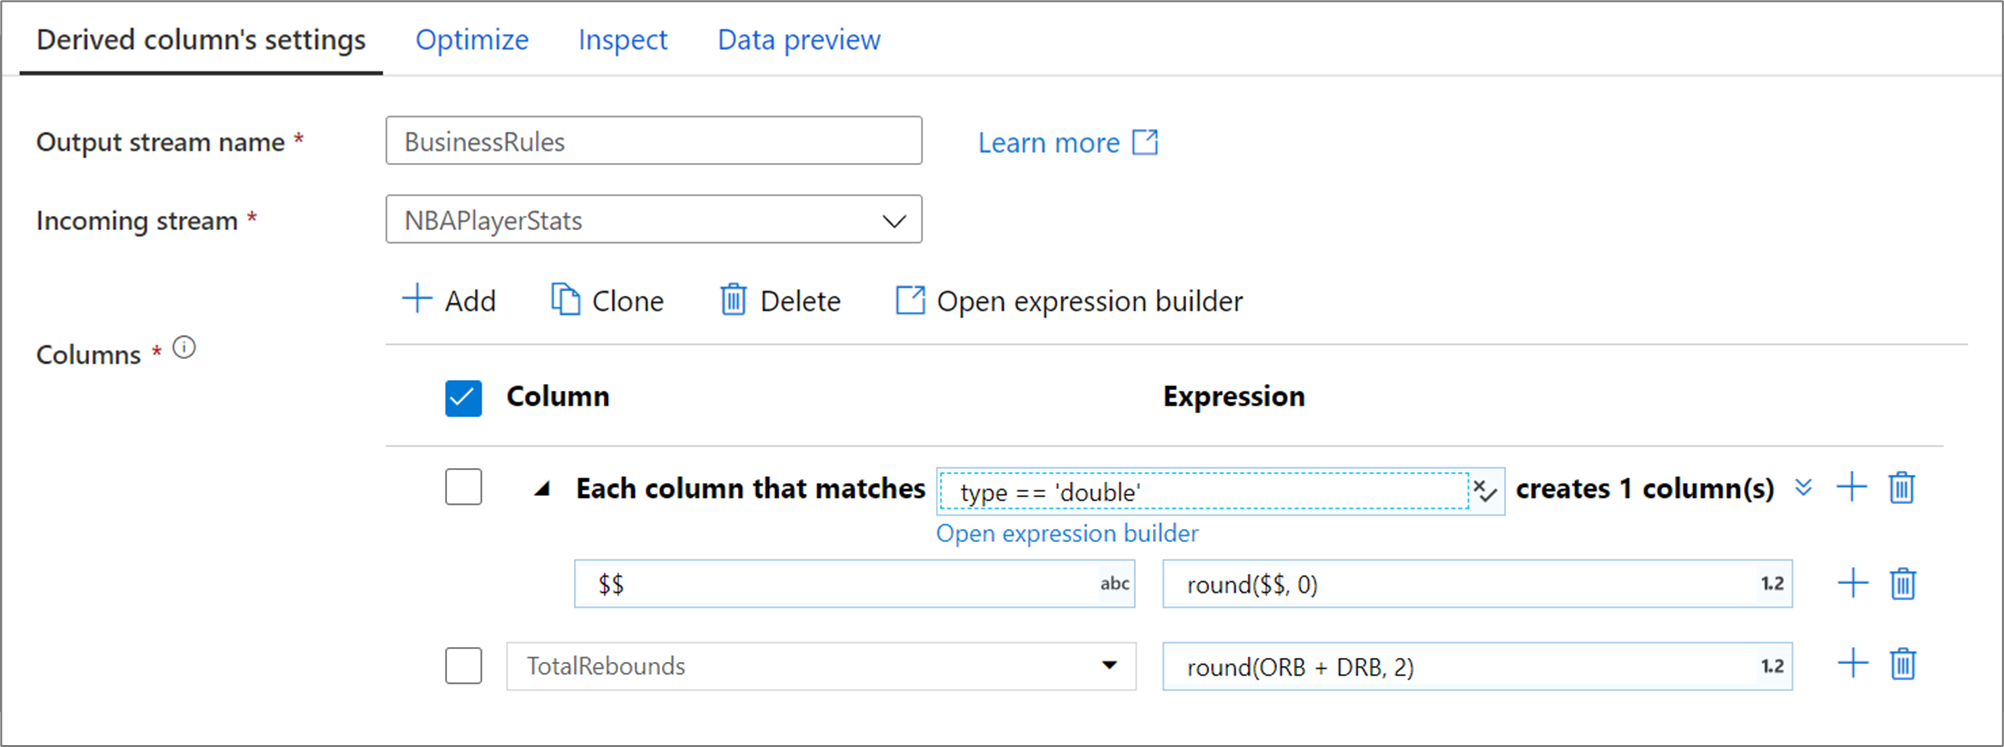 Derived column's settings Optimize Inspect Data preview
Output stream name * BusinessRules Learn more
Incoming stream * NBAPlayerStats
Add Clone Delete Open expression builder
Columns *
Column Expression
Each column that matches type == 'double' creates 1 column(s)
Open expression builder
$$ abc round($$, 0) 1.2
TotalRebounds round(ORB + DRB, 2) 1.2